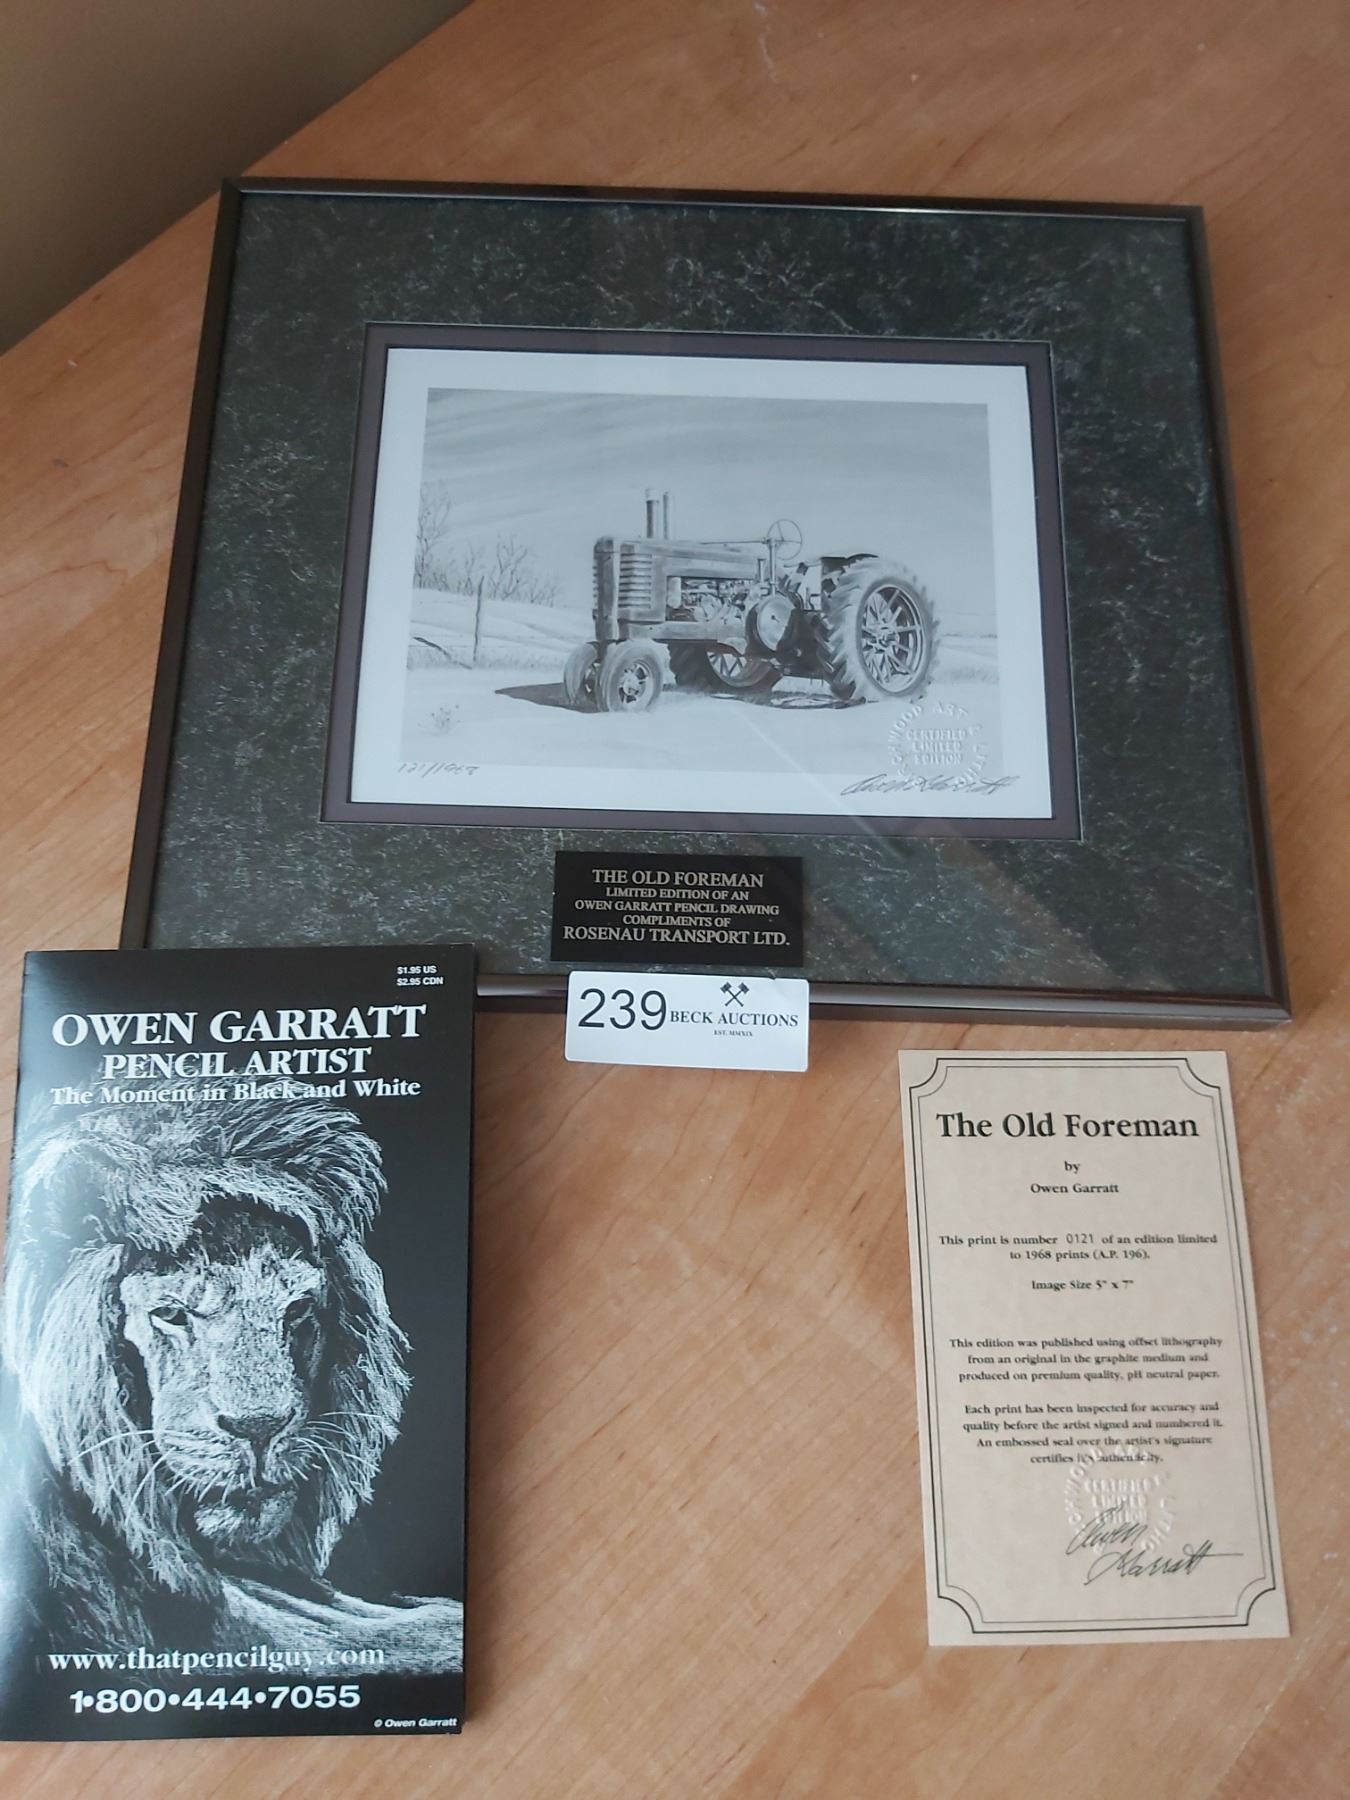 121/1968
CERTIFIED
LIMITED
EDITION
THE OLD FOREMAN
LIMITED EDITION OF AN
OWEN GARRATT PENCIL DRAWING
COMPLIMENTS OF
ROSENAU TRANSPORT LTD.
239
BECK AUCTIONS
EST. MMXIX
$1.95 US
$2.95 CDN
OWEN GARRATT
PENCIL ARTIST
The Moment in Black and White
www.thatpencilguy.com
1•800•444•7055
© Owen Garratt
The Old Foreman
by
Owen Garratt
This print is number 0121 of an edition limited
to 1968 prints (A.P. 196).
Image Size 5" x 7"
This edition was published using offset lithography
from an original in the graphite medium and
produced on premium quality, pH neutral paper.
Each print has been inspected for accuracy and
quality before the artist signed and numbered it.
An embossed seal over the artist's signature
certifies it's authenticity.
CERTIFIED
LIMITED
EDITION
Owen
Garratt